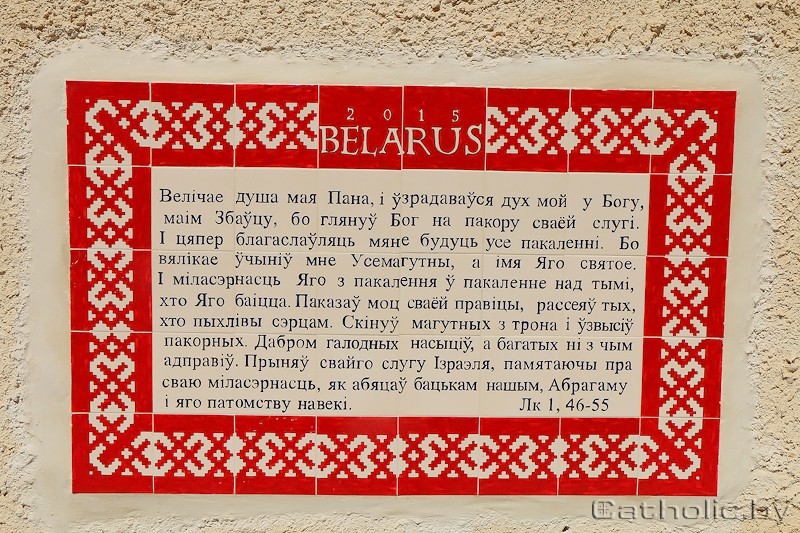 2015
BELARUS
Велічае душа мая Пана, і ўзрадаваўся дух мой у Богу,
маім Збаўцу, бо глянуў Бог на пакору сваёй слугі.
І цяпер благаслаўляць мяне будуць усе пакаленні. Бо
вялікае ўчыніў мне Усемагутны, а імя Яго святое.
І міласэрнасць Яго з пакалення ў пакаленне над тымі,
хто Яго баіцца. Паказаў моц сваёй правіцы, рассеяў тых,
хто пыхлівы сэрцам. Скінуў магутных з трона і ўзвысіў
пакорных. Дабром галодных насыціў, а багатых ні з чым
адправіў. Прыняў свайго слугу Ізраэля, памятаючы пра
сваю міласэрнасць, як абяцаў бацькам нашым, Абрагаму
і яго патомству навекі. Лк 1, 46-55
Catholic.by